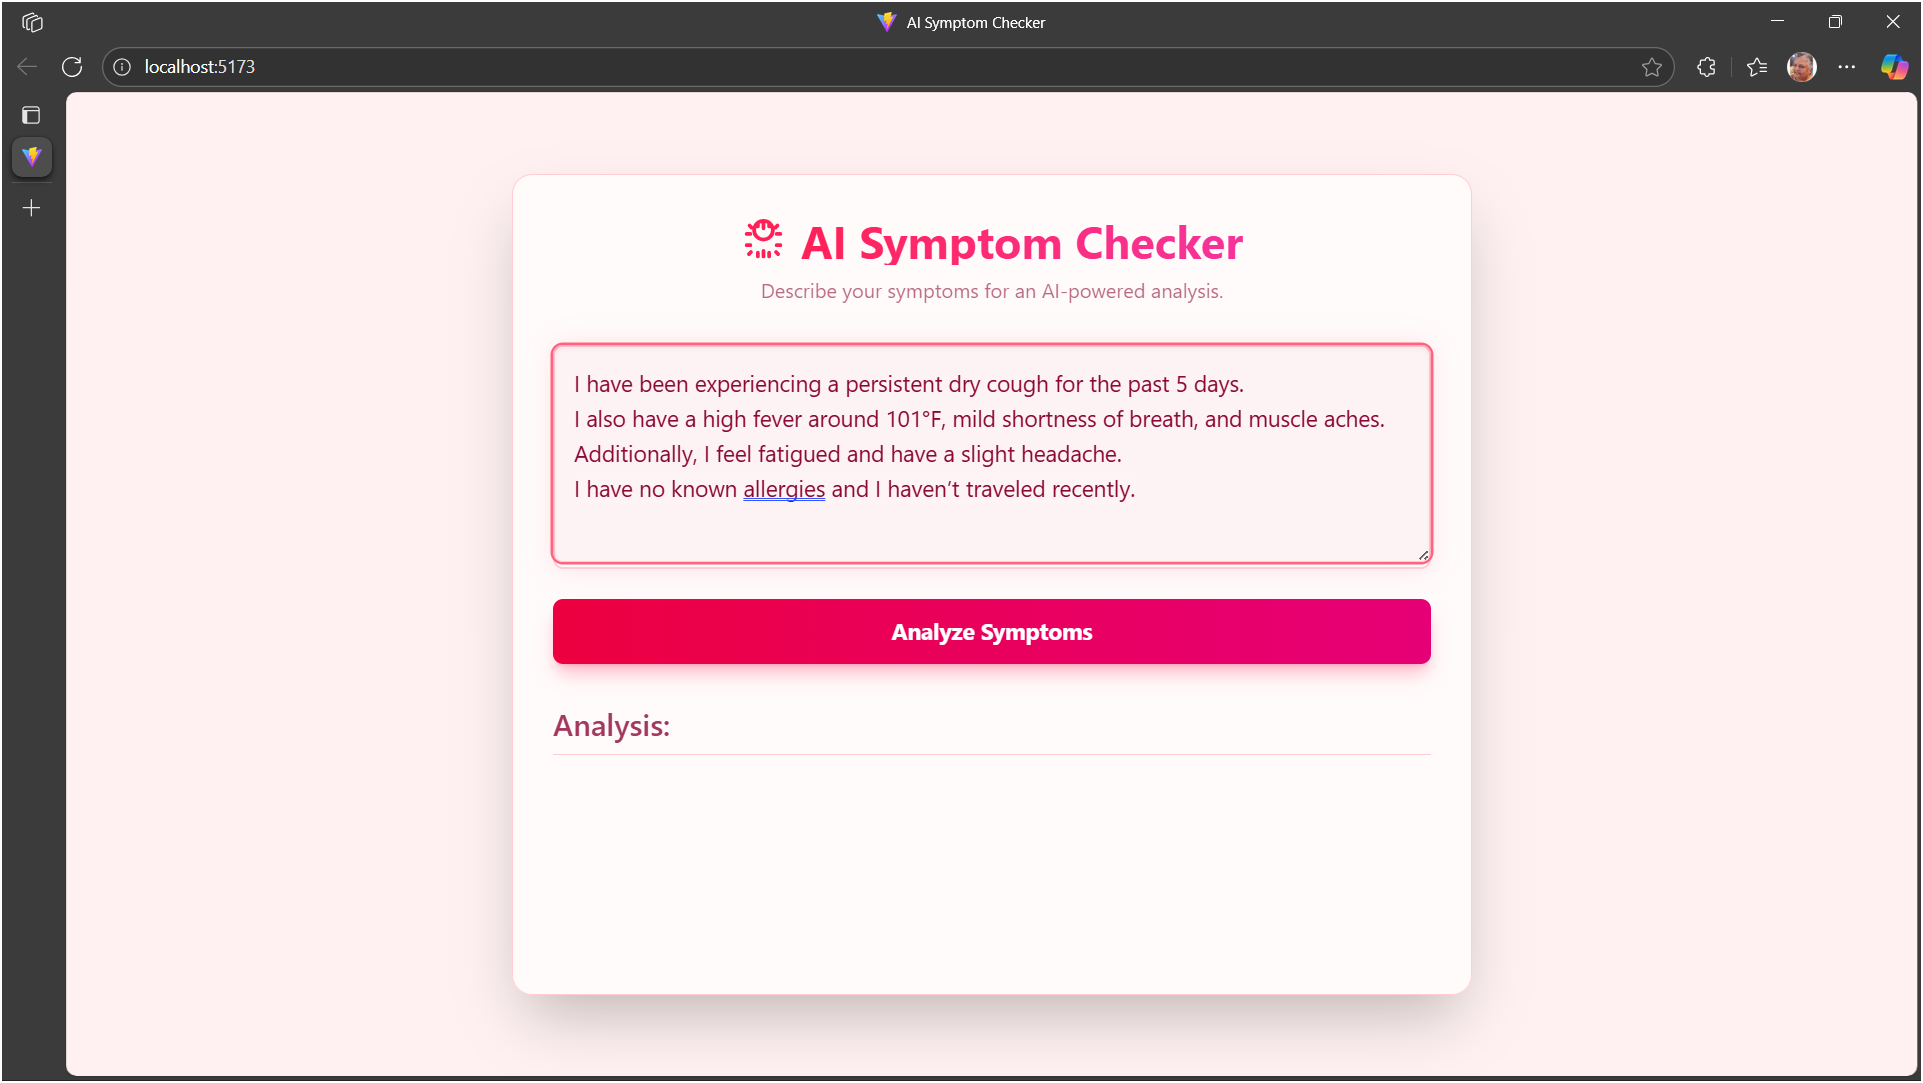 AI Symptom Checker
localhost:5173
AI Symptom Checker
Describe your symptoms for an AI-powered analysis.
I have been experiencing a persistent dry cough for the past 5 days.
I also have a high fever around 101°F, mild shortness of breath, and muscle aches.
Additionally, I feel fatigued and have a slight headache.
I have no known allergies and I haven’t traveled recently.
Analyze Symptoms
Analysis: